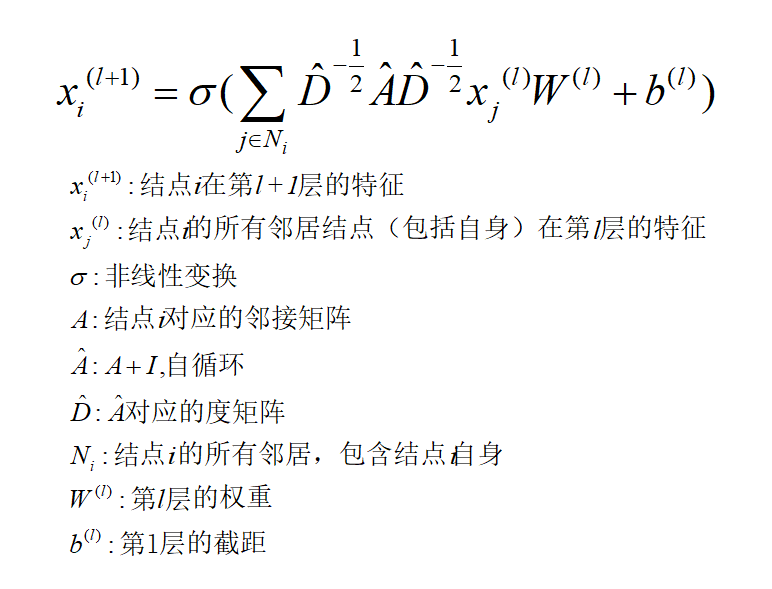 x_i^{(l+1)} = σ(∑_{j∈N_i} D̂^{-1/2} Â D̂^{-1/2} x_j^{(l)} W^{(l)} + b^{(l)})
x_i^{(l+1)} : 结点i在第l + 1层的特征
x_j^{(l)} : 结点i的所有邻居结点（包括自身）在第l层的特征
σ : 非线性变换
A : 结点i对应的邻接矩阵
Â : A + I ,自循环
D̂ : Â对应的度矩阵
N_i : 结点i的所有邻居，包含结点i自身
W^{(l)} : 第l层的权重
b^{(l)} : 第1层的截距